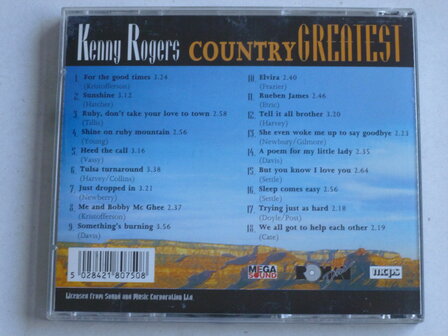 Kenny Rogers COUNTRY GREATEST
1. For the good times 3.24
(Kristofferson)
2. Sunshine 3.12
(Hatcher)
3. Ruby, don't take your love to town 2.58
(Tillis)
4. Shine on ruby mountain 2.56
(Young)
5. Heed the call 3.16
(Vassy)
6. Tulsa turnaround 3.38
(Harvey/Collins)
7. Just dropped in 3.21
(Newberry)
8. Me and Bobby Mc Ghee 2.37
(Kristofferson)
9. Something's burning 3.56
(Davis)
10. Elvira 2.40
(Frazier)
11. Rueben James 2.46
(Etric)
12. Tell it all brother 3.20
(Harvey)
13. She even woke me up to say goodbye 2.23
(Newbury/Gilmore)
14. A poem for my little lady 2.35
(Davis)
15. But you know I love you 2.64
(Settle)
16. Sleep comes easy 2.56
(Settle)
17. Trying just as hard 2.18
(Doyle/Posi)
18. We all got to help each other 2.19
(Cate)
5 028421 807508
MEGA SOUND
mcps
Licensed from Sound and Music Corporation Ltd.